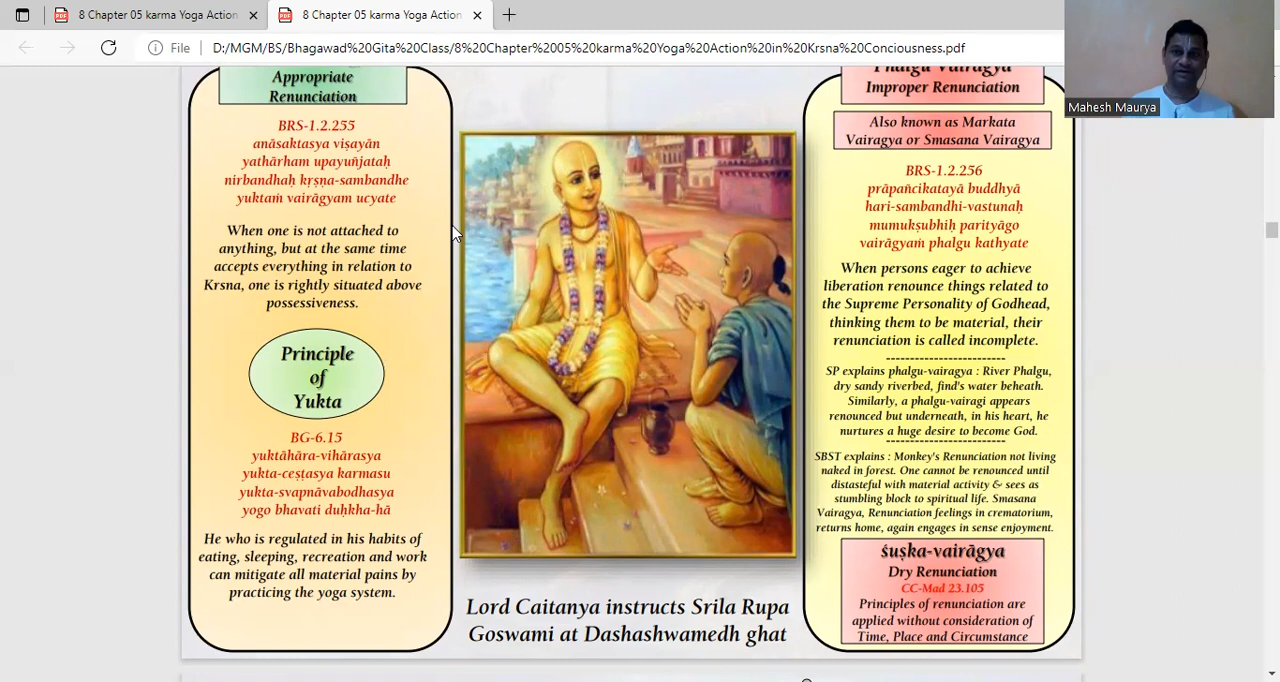 8 Chapter 05 karma Yoga Action
8 Chapter 05 karma Yoga Action
File
D:/MGM/BS/Bhagawad%20Gita%20Class/8%20Chapter%2005%20karma%20Yoga%20Action%20in%20Krsna%20Conciousness.pdf
Mahesh Maurya
Appropriate
Renunciation
BRS-1.2.255
anāsaktasya viṣayān
yathārham upayuñjataḥ
nirbandhaḥ kṛṣṇa-sambandhe
yuktaṁ vairāgyam ucyate
When one is not attached to
anything, but at the same time
accepts everything in relation to
Krsna, one is rightly situated above
possessiveness.
Principle
of
Yukta
BG-6.15
yuktāhāra-vihārasya
yukta-ceṣṭasya karmasu
yukta-svapnāvabodhasya
yogo bhavati duḥkha-hā
He who is regulated in his habits of
eating, sleeping, recreation and work
can mitigate all material pains by
practicing the yoga system.
Lord Caitanya instructs Srila Rupa
Goswami at Dashashwamedh ghat
Phalgu Vairagya
Improper Renunciation
Also known as Markata
Vairagya or Smasana Vairagya
BRS-1.2.256
prāpañcikatayā buddhyā
hari-sambandhi-vastunaḥ
mumukṣubhiḥ parityāgo
vairāgyaṁ phalgu kathyate
When persons eager to achieve
liberation renounce things related to
the Supreme Personality of Godhead,
thinking them to be material, their
renunciation is called incomplete.
-------------------------
SP explains phalgu-vairagya : River Phalgu,
dry sandy riverbed, find's water beheath.
Similarly, a phalgu-vairagi appears
renounced but underneath, in his heart, he
nurtures a huge desire to become God.
-------------------------
SBST explains : Monkey's Renunciation not living
naked in forest. One cannot be renounced until
distasteful with material activity & sees as
stumbling block to spiritual life. Smasana
Vairagya, Renunciation feelings in crematorium,
returns home, again engages in sense enjoyment.
śuṣka-vairāgya
Dry Renunciation
CC-Mad 23.105
Principles of renunciation are
applied without consideration of
Time, Place and Circumstance